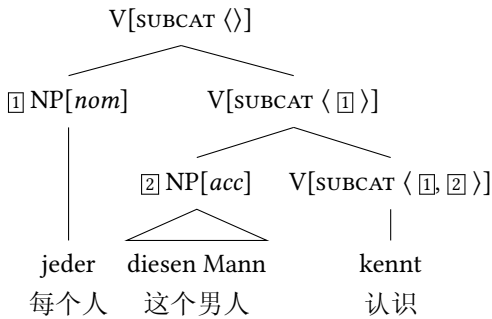 V[SUBCAT ⟨⟩]
1 NP[nom] V[SUBCAT ⟨ 1 ⟩]
2 NP[acc] V[SUBCAT ⟨ 1, 2 ⟩]
jeder diesen Mann kennt
每个人 这个男人 认识